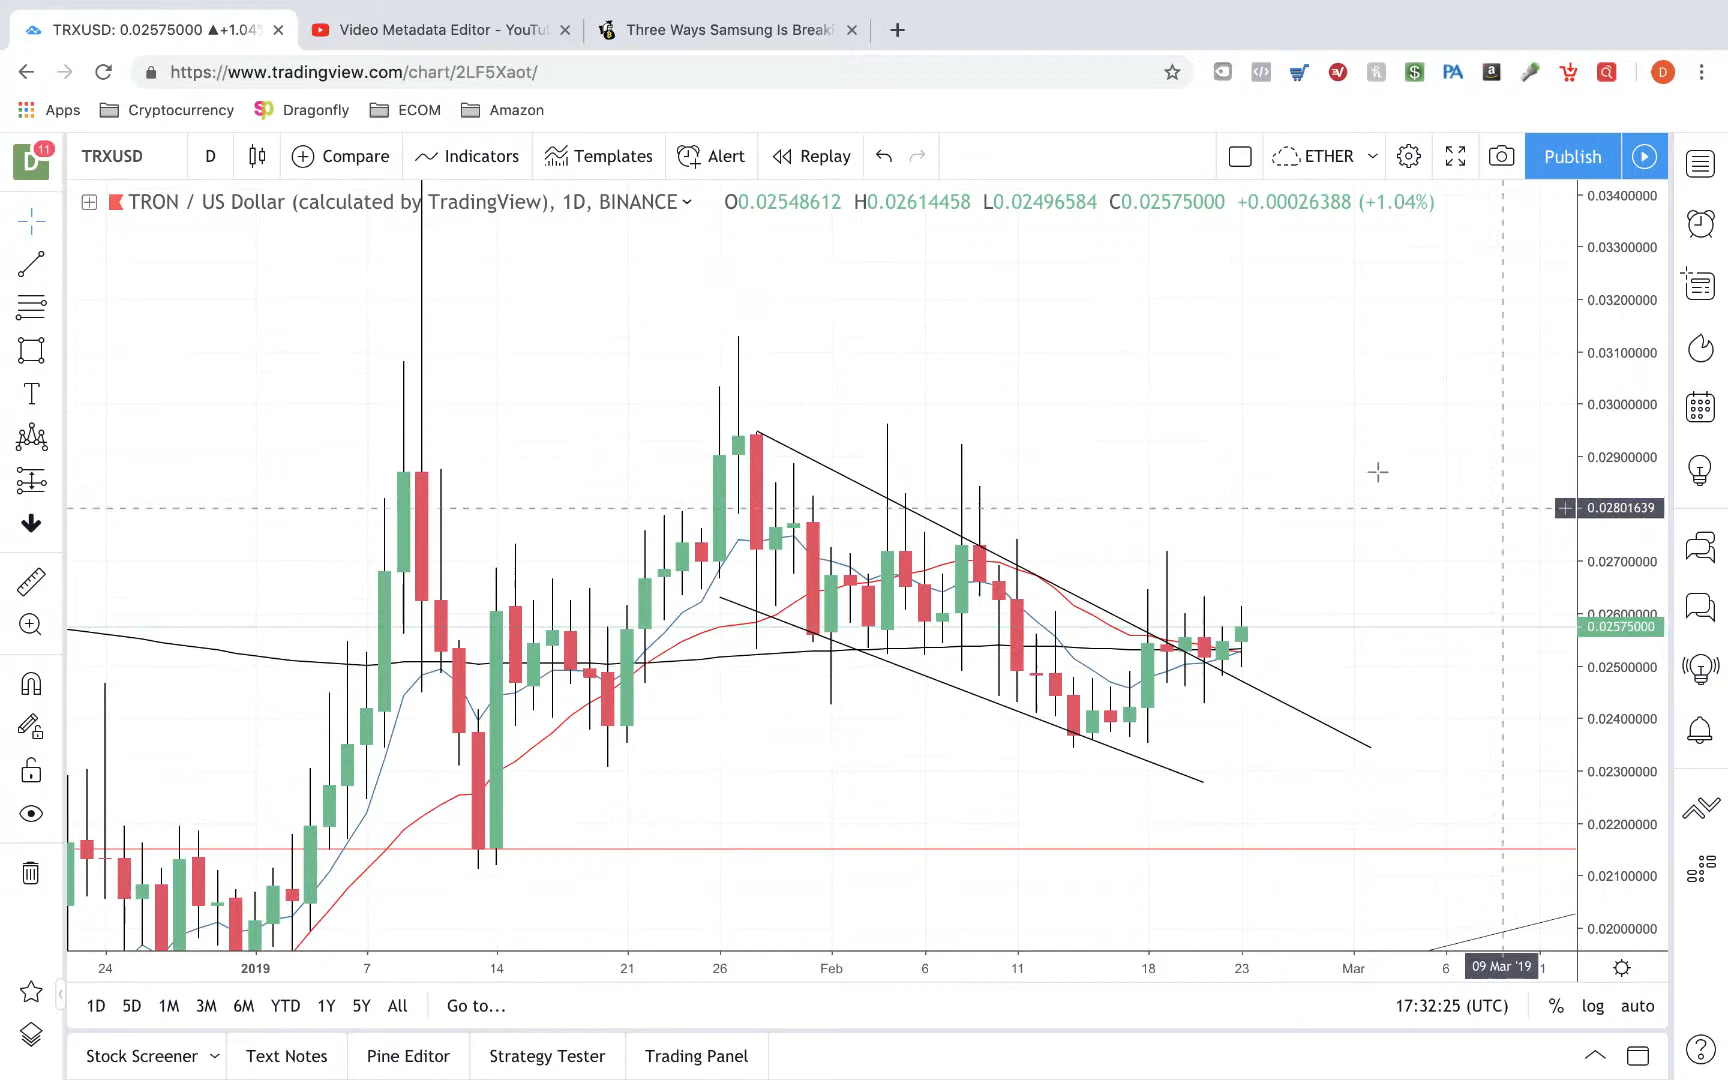 TRXUSD: 0.02575000 ▲+1.04%
Video Metadata Editor - YouTu
Three Ways Samsung Is Breaki
https://www.tradingview.com/chart/2LF5Xaot/
PA
a
D
Apps
Cryptocurrency
sp
Dragonfly
ECOM
Amazon
D
11
TRXUSD
D
Compare
Indicators
Templates
Alert
Replay
ETHER
Publish
TRON / US Dollar (calculated by TradingView), 1D, BINANCE
O0.02548612 H0.02614458 L0.02496584 C0.02575000 +0.00026388 (+1.04%)
0.03400000
0.03300000
0.03200000
0.03100000
0.03000000
0.02900000
0.02801639
0.02700000
0.02600000
0.02575000
0.02500000
0.02400000
0.02300000
0.02200000
0.02100000
0.02000000
T
24 2019 7 14 21 26 Feb 6 11 18 23 Mar 6 09 Mar '19 1
1D 5D 1M 3M 6M YTD 1Y 5Y All Go to...
17:32:25 (UTC) % log auto
Stock Screener Text Notes Pine Editor Strategy Tester Trading Panel